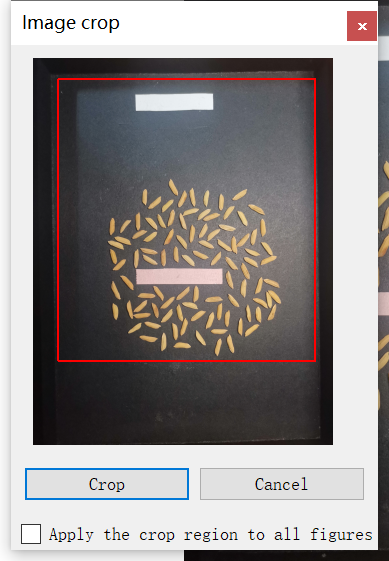 Image crop
x
Crop
Cancel
Apply the crop region to all figures